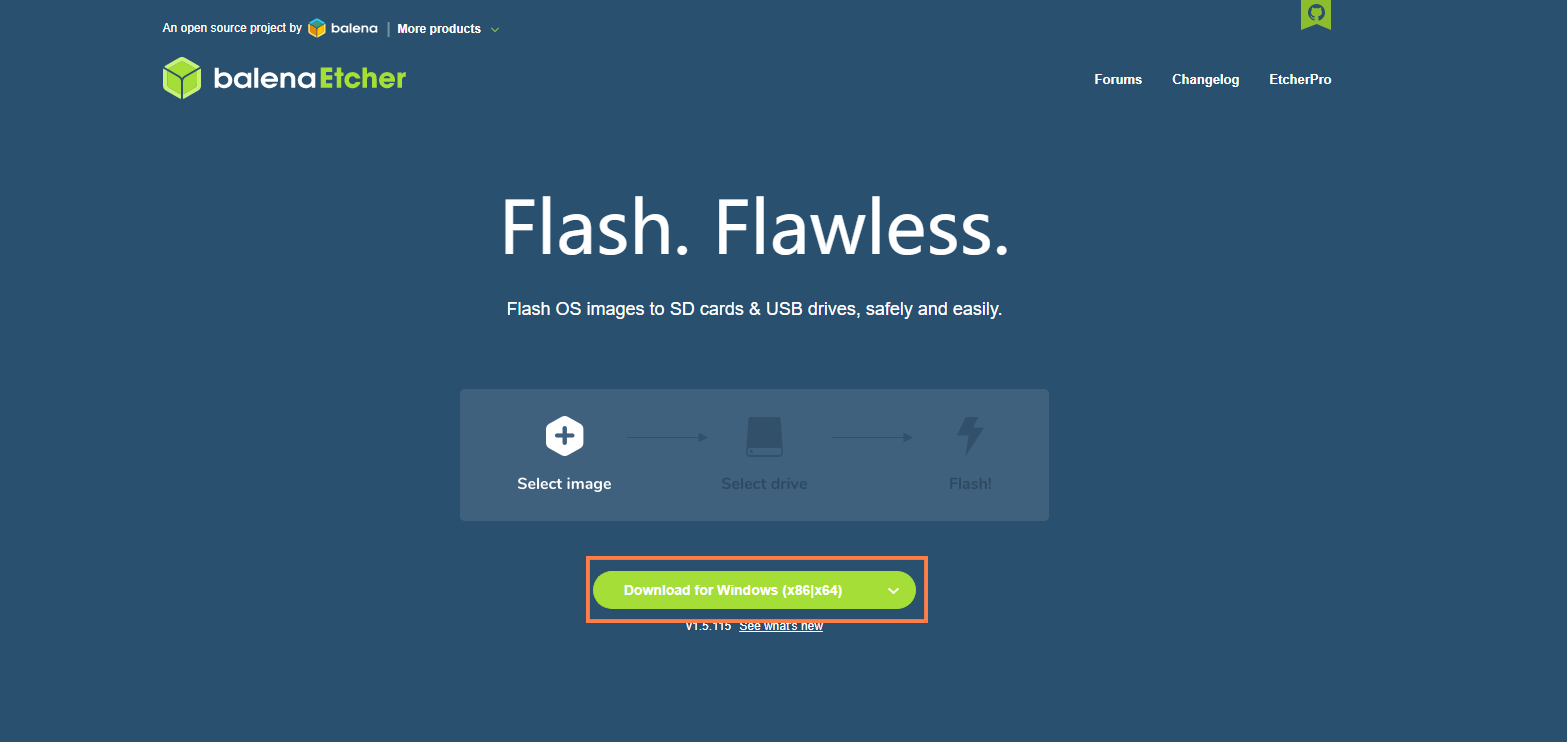 An open source project by balena | More products
balenaEtcher
Forums Changelog EtcherPro
Flash. Flawless.
Flash OS images to SD cards & USB drives, safely and easily.
Select image Select drive Flash!
Download for Windows (x86|x64)
v1.5.115 See what's new